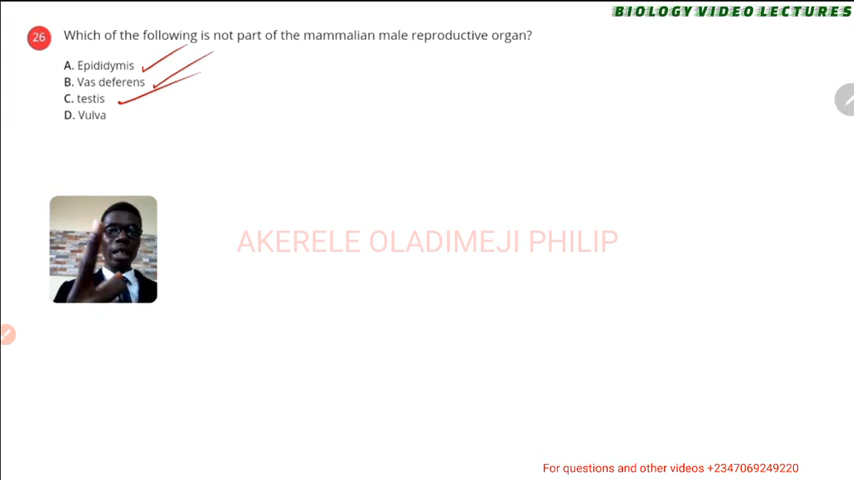 BIOLOGY VIDEO LECTURES
26 Which of the following is not part of the mammalian male reproductive organ?
A. Epididymis
B. Vas deferens
C. testis
D. Vulva
AKERELE OLADIMEJI PHILIP
For questions and other videos +2347069249220